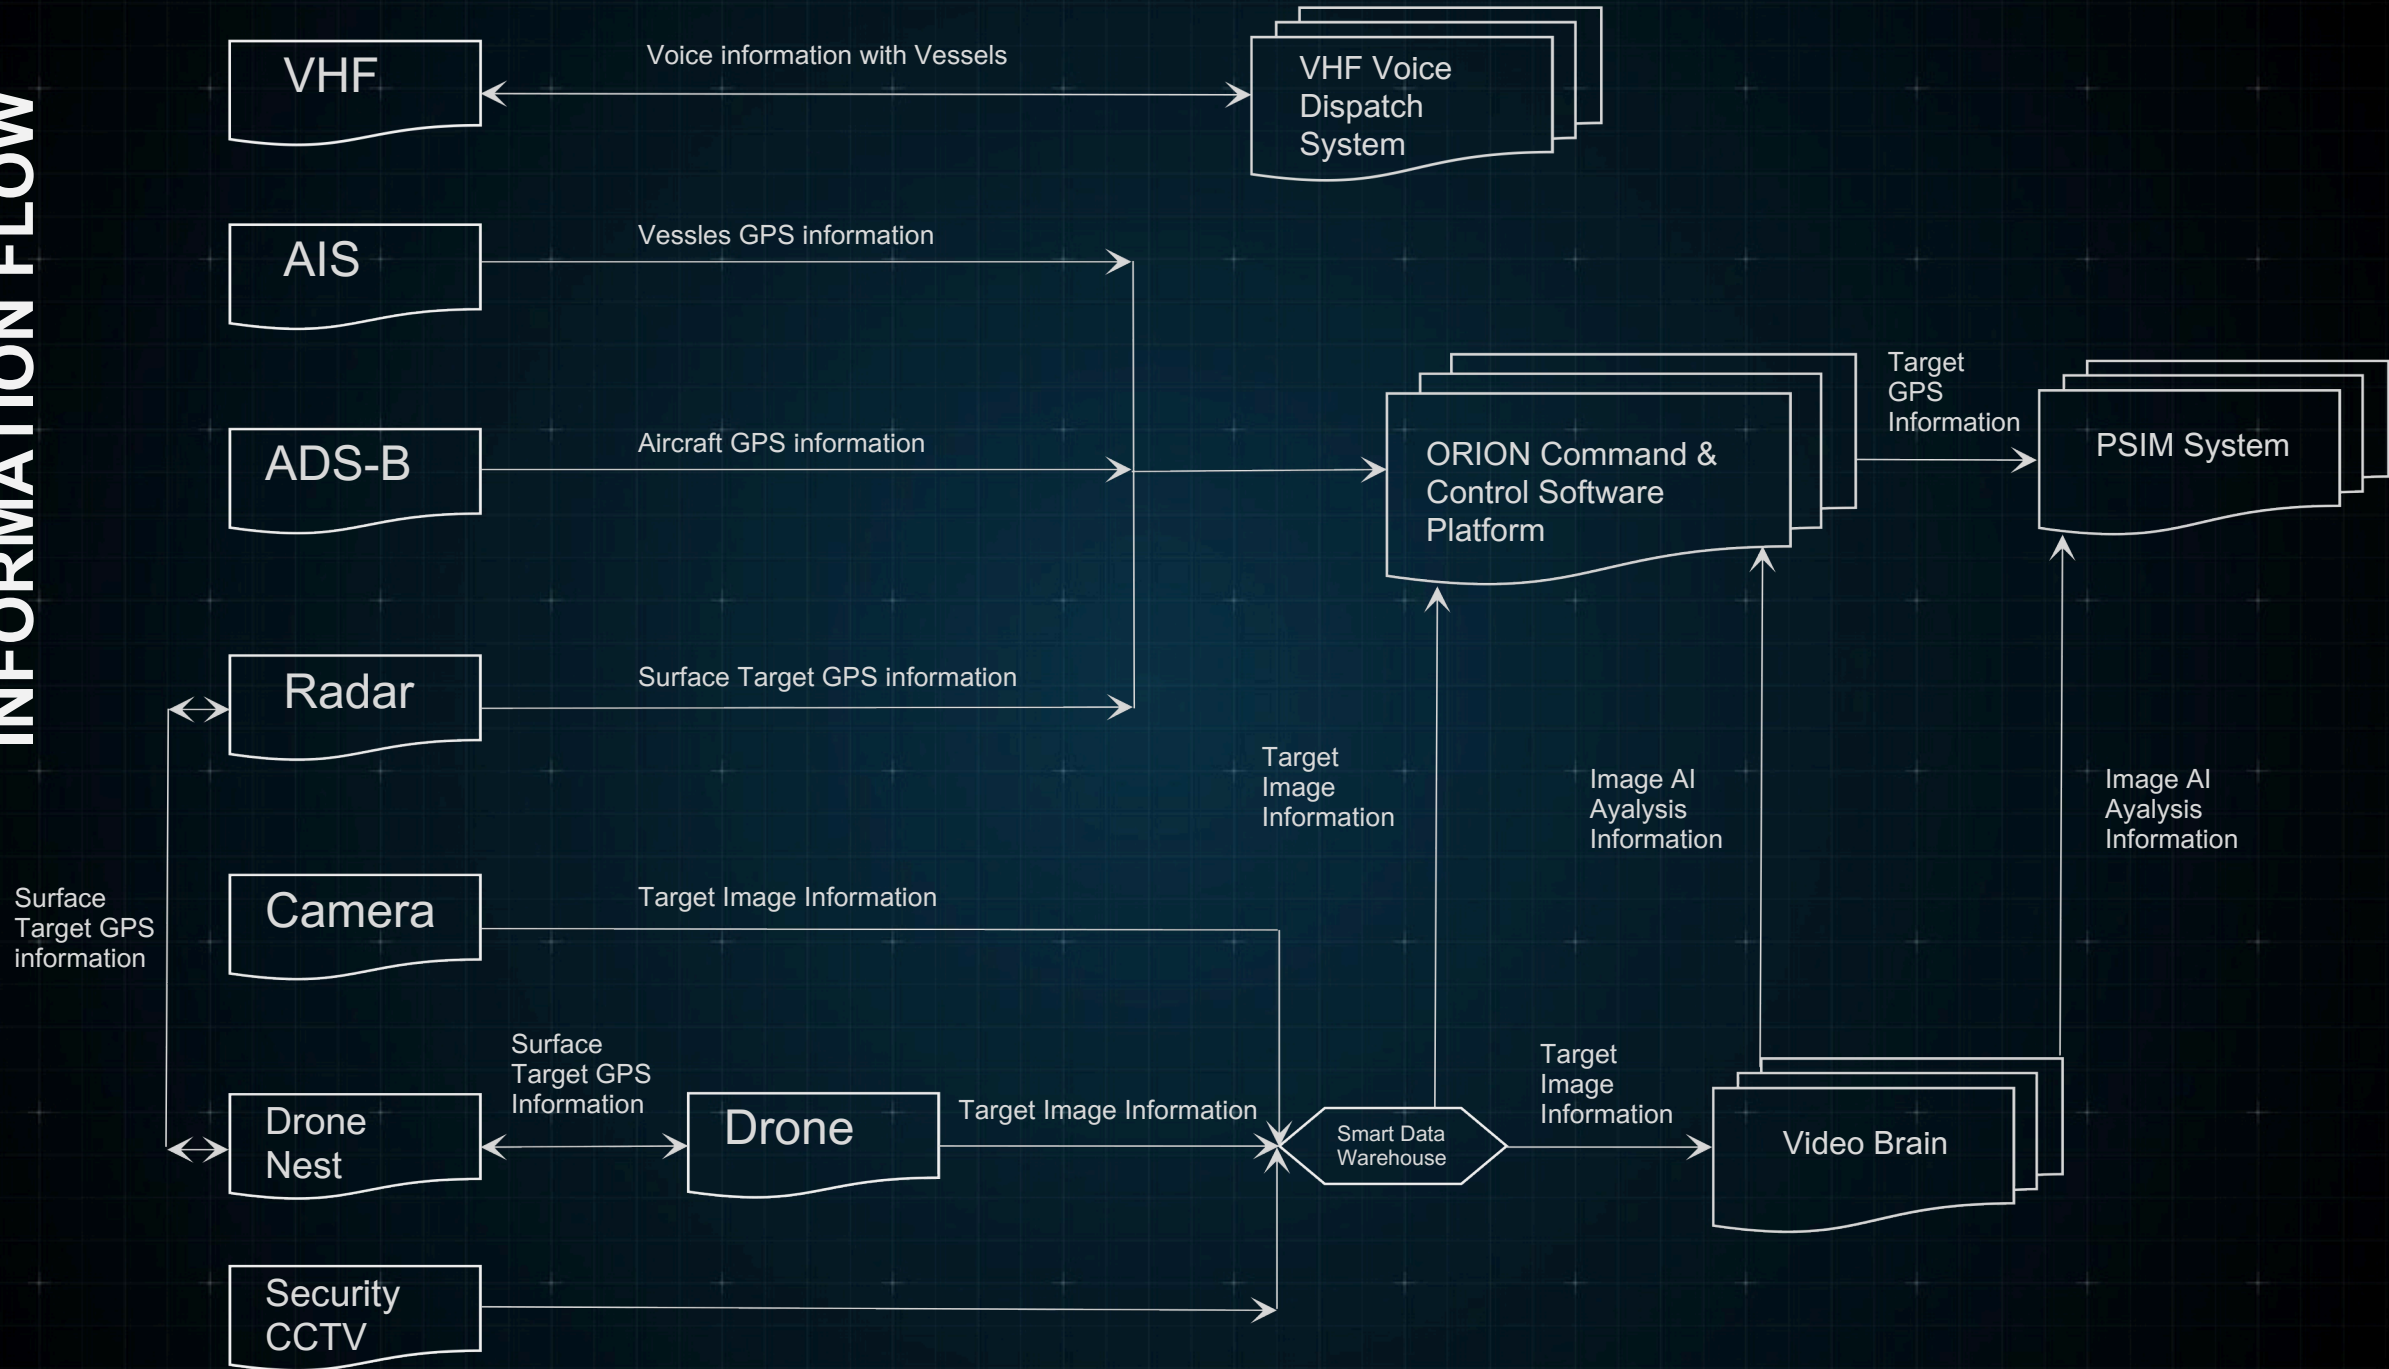 INFORMATION FLOW
VHF
Voice information with Vessels
VHF Voice
Dispatch
System
AIS
Vessles GPS information
ADS-B
Aircraft GPS information
ORION Command &
Control Software
Platform
Target
GPS
Information
PSIM System
Radar
Surface Target GPS information
Target
Image
Information
Image AI
Ayalysis
Information
Image AI
Ayalysis
Information
Surface
Target GPS
information
Camera
Target Image Information
Drone
Nest
Surface
Target GPS
Information
Drone
Target Image Information
Smart Data
Warehouse
Target
Image
Information
Video Brain
Security
CCTV